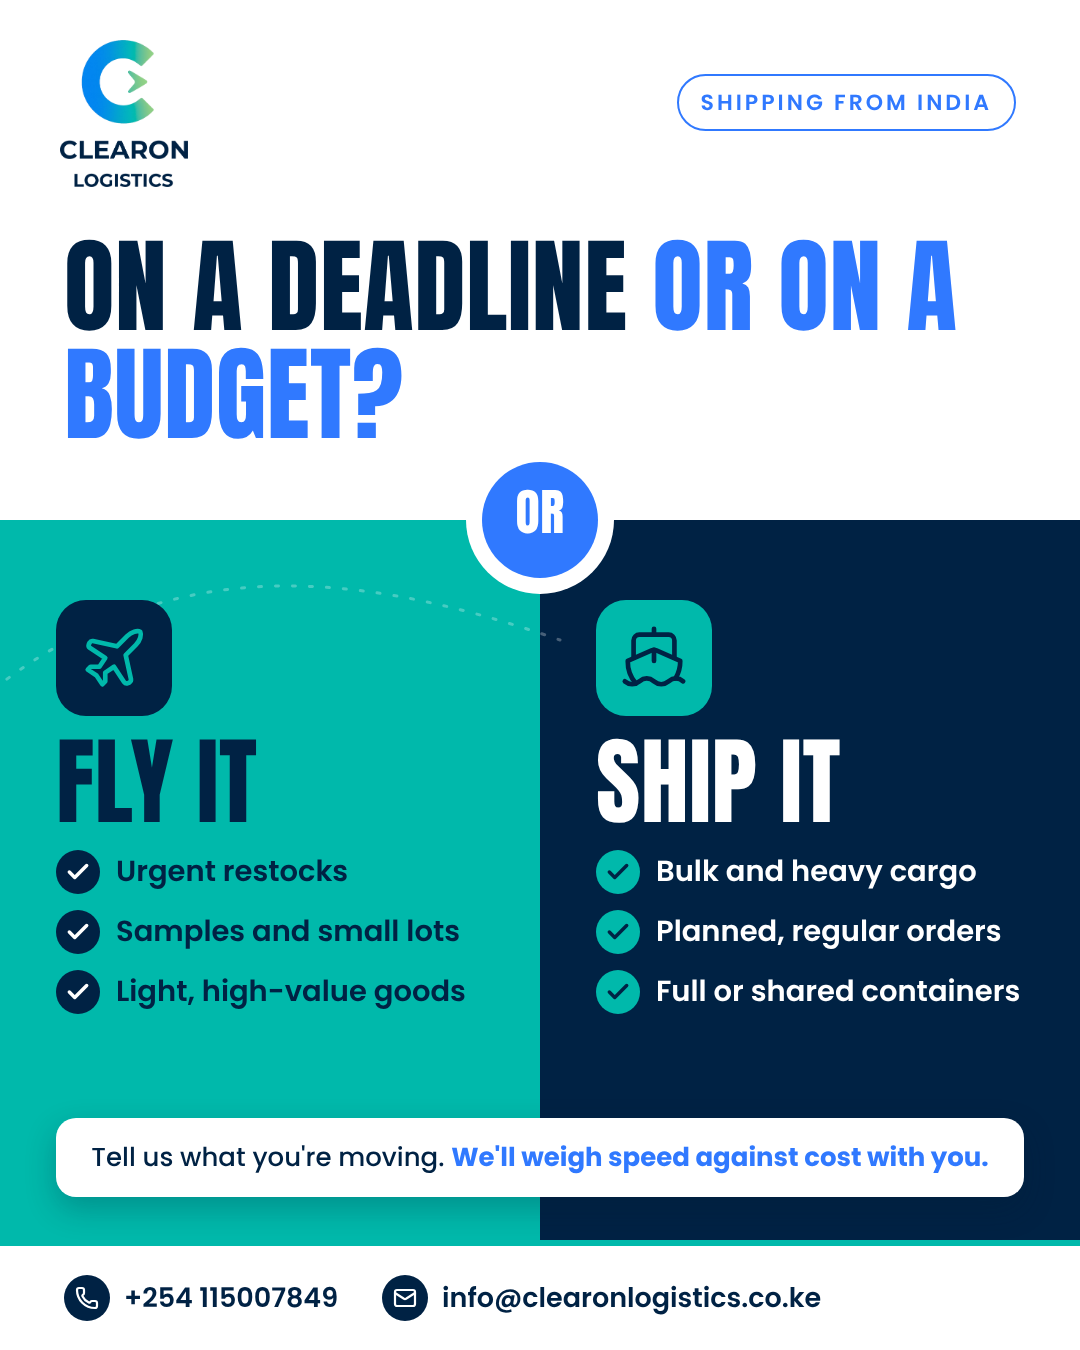 CLEARON
LOGISTICS
SHIPPING FROM INDIA
ON A DEADLINE OR ON A
BUDGET?
OR
FLY IT
Urgent restocks
Samples and small lots
Light, high-value goods
SHIP IT
Bulk and heavy cargo
Planned, regular orders
Full or shared containers
Tell us what you're moving. We'll weigh speed against cost with you.
+254 115007849
info@clearonlogistics.co.ke